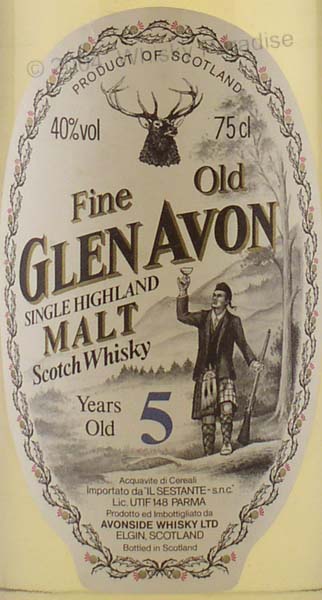 PRODUCT OF SCOTLAND
40%vol 75cl
Fine Old
GLEN AVON
SINGLE HIGHLAND
MALT
Scotch Whisky
Years
Old 5
Acquavite di Cereali
Importato da "IL SESTANTE - s.n.c."
Lic. UTIF 148 PARMA
Prodotto ed Imbottigliato da
AVONSIDE WHISKY LTD
ELGIN, SCOTLAND
Bottled in Scotland